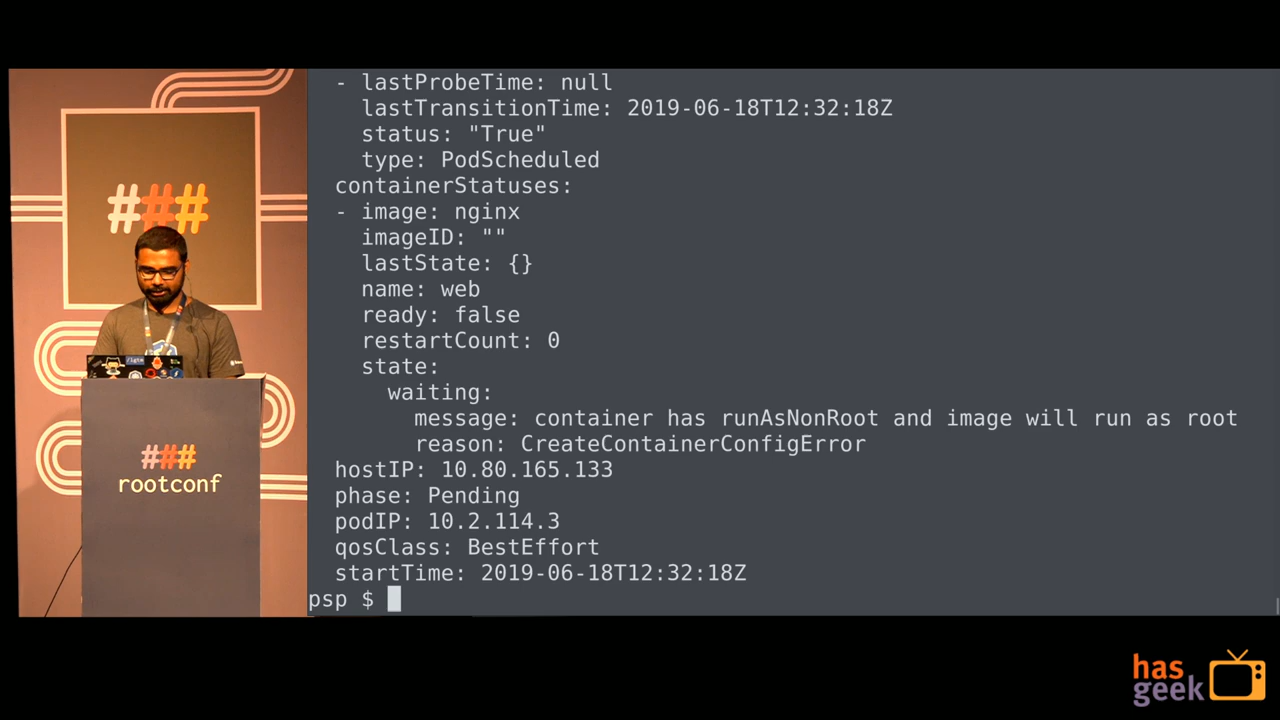 - lastProbeTime: null
lastTransitionTime: 2019-06-18T12:32:18Z
status: "True"
type: PodScheduled
containerStatuses:
- image: nginx
imageID: ""
lastState: {}
name: web
ready: false
restartCount: 0
state:
waiting:
message: container has runAsNonRoot and image will run as root
reason: CreateContainerConfigError
hostIP: 10.80.165.133
phase: Pending
podIP: 10.2.114.3
qosClass: BestEffort
startTime: 2019-06-18T12:32:18Z
psp $
###
###
rootconf
has
geek